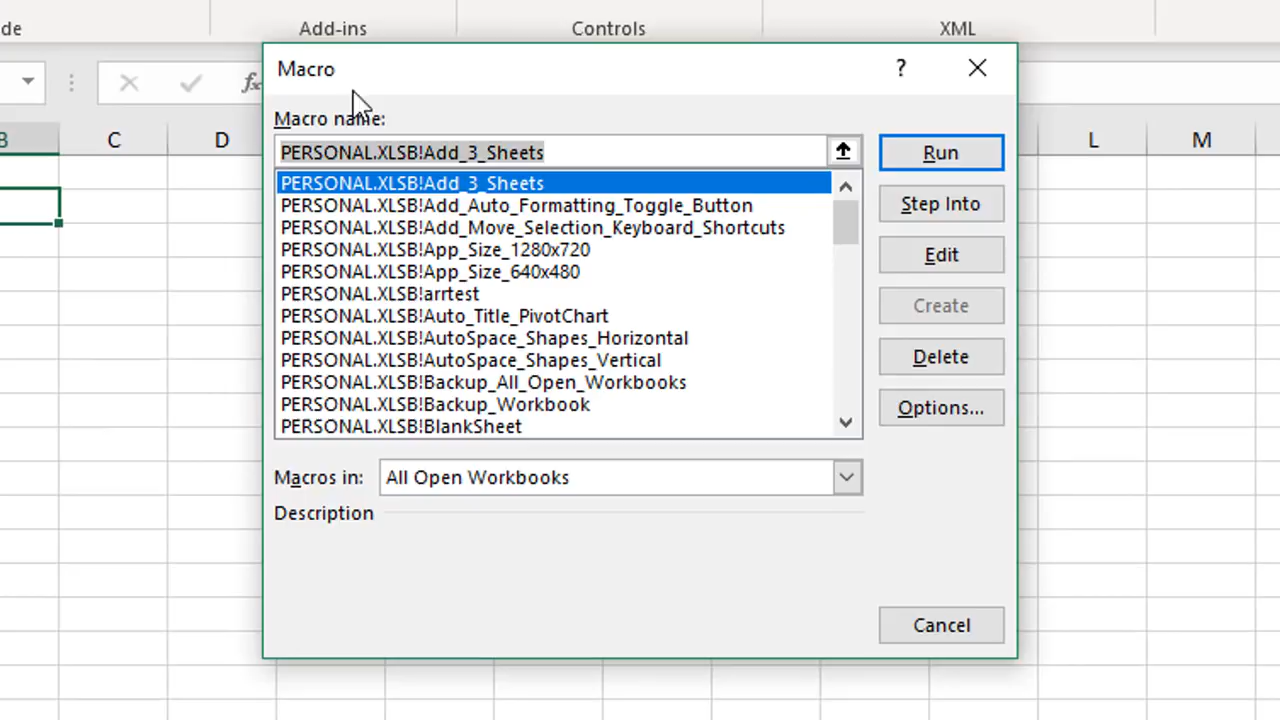 de Add-ins Controls XML
Macro ?
fx
Macro name:
B C D L M
PERSONAL.XLSB!Add_3_Sheets Run
PERSONAL.XLSB!Add_3_Sheets
Step Into
PERSONAL.XLSB!Add_Auto_Formatting_Toggle_Button
PERSONAL.XLSB!Add_Move_Selection_Keyboard_Shortcuts
PERSONAL.XLSB!App_Size_1280x720
Edit
PERSONAL.XLSB!App_Size_640x480
PERSONAL.XLSB!arrtest
Create
PERSONAL.XLSB!Auto_Title_PivotChart
PERSONAL.XLSB!AutoSpace_Shapes_Horizontal
PERSONAL.XLSB!AutoSpace_Shapes_Vertical
Delete
PERSONAL.XLSB!Backup_All_Open_Workbooks
PERSONAL.XLSB!Backup_Workbook
Options...
PERSONAL.XLSB!BlankSheet
Macros in: All Open Workbooks
Description
Cancel